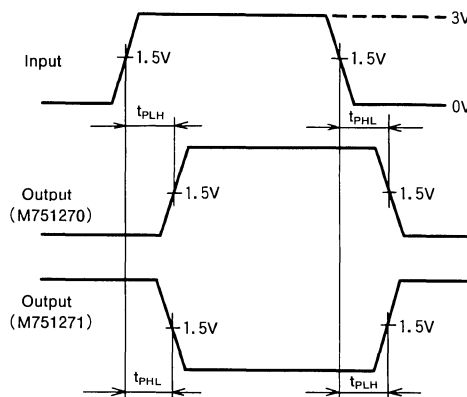 3V
Input
1.5V
1.5V
0V
tPLH
tPHL
Output
(M751270)
1.5V
1.5V
Output
(M751271)
1.5V
1.5V
tPHL
tPLH